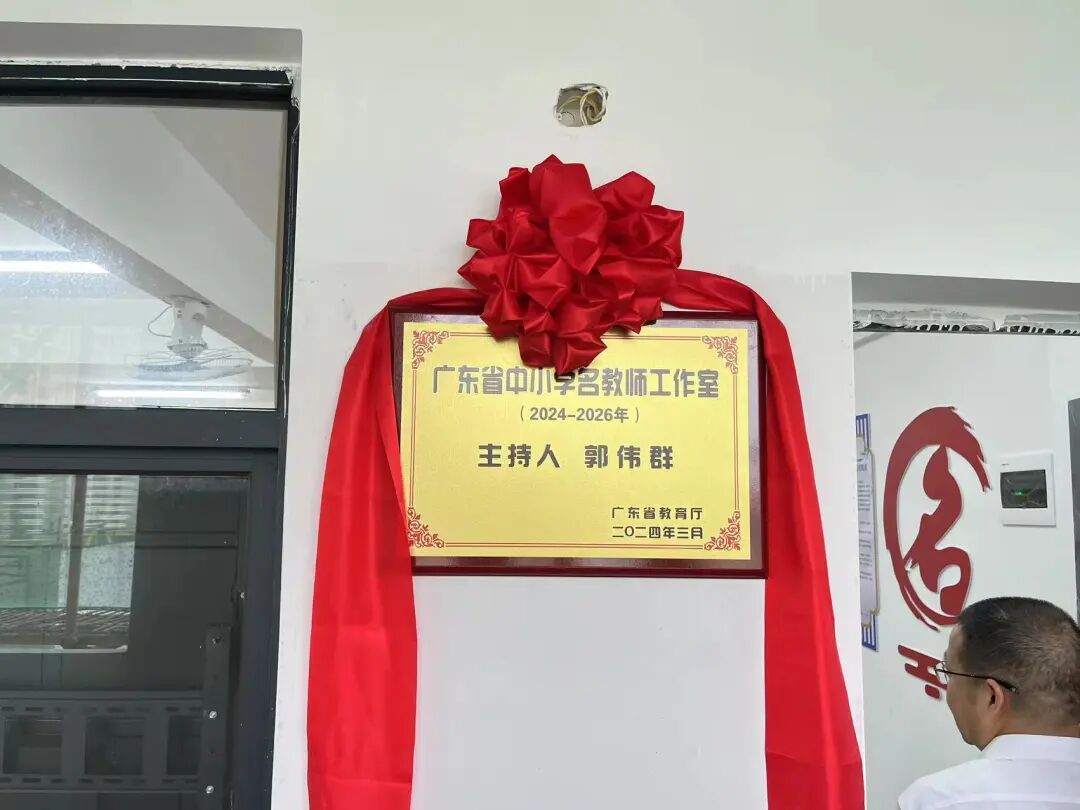 广东省中小学名教师工作室
（2024-2026年）
主持人 郭伟群
广东省教育厅
二〇二四年三月
名